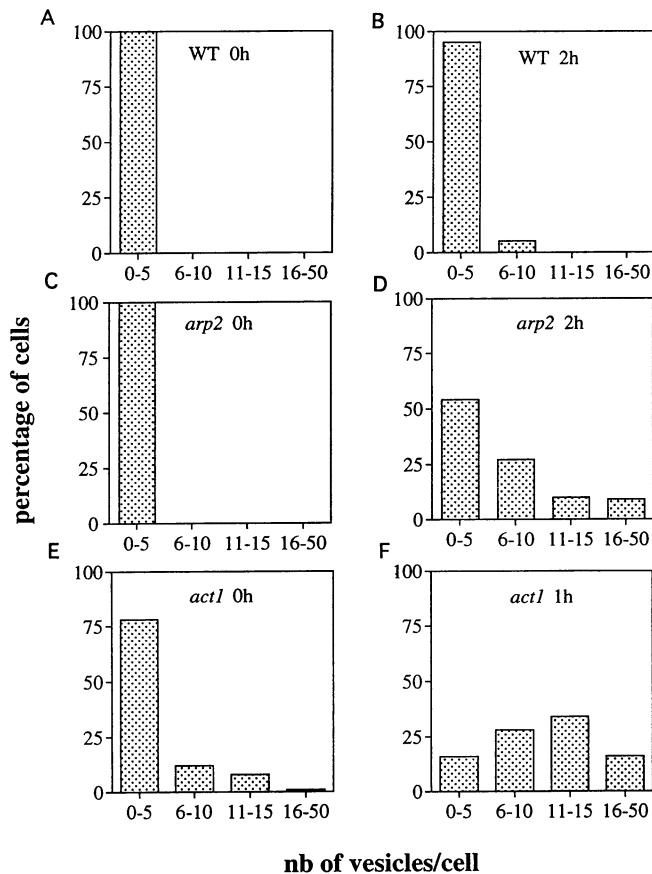 A
WT 0h
100
75
50
25
0
0-5 6-10 11-15 16-50
B
WT 2h
100
75
50
25
0
0-5 6-10 11-15 16-50
C
arp2 0h
100
75
50
25
0
0-5 6-10 11-15 16-50
D
arp2 2h
100
75
50
25
0
0-5 6-10 11-15 16-50
E
act1 0h
100
75
50
25
0
0-5 6-10 11-15 16-50
F
act1 1h
100
75
50
25
0
0-5 6-10 11-15 16-50
percentage of cells
nb of vesicles/cell